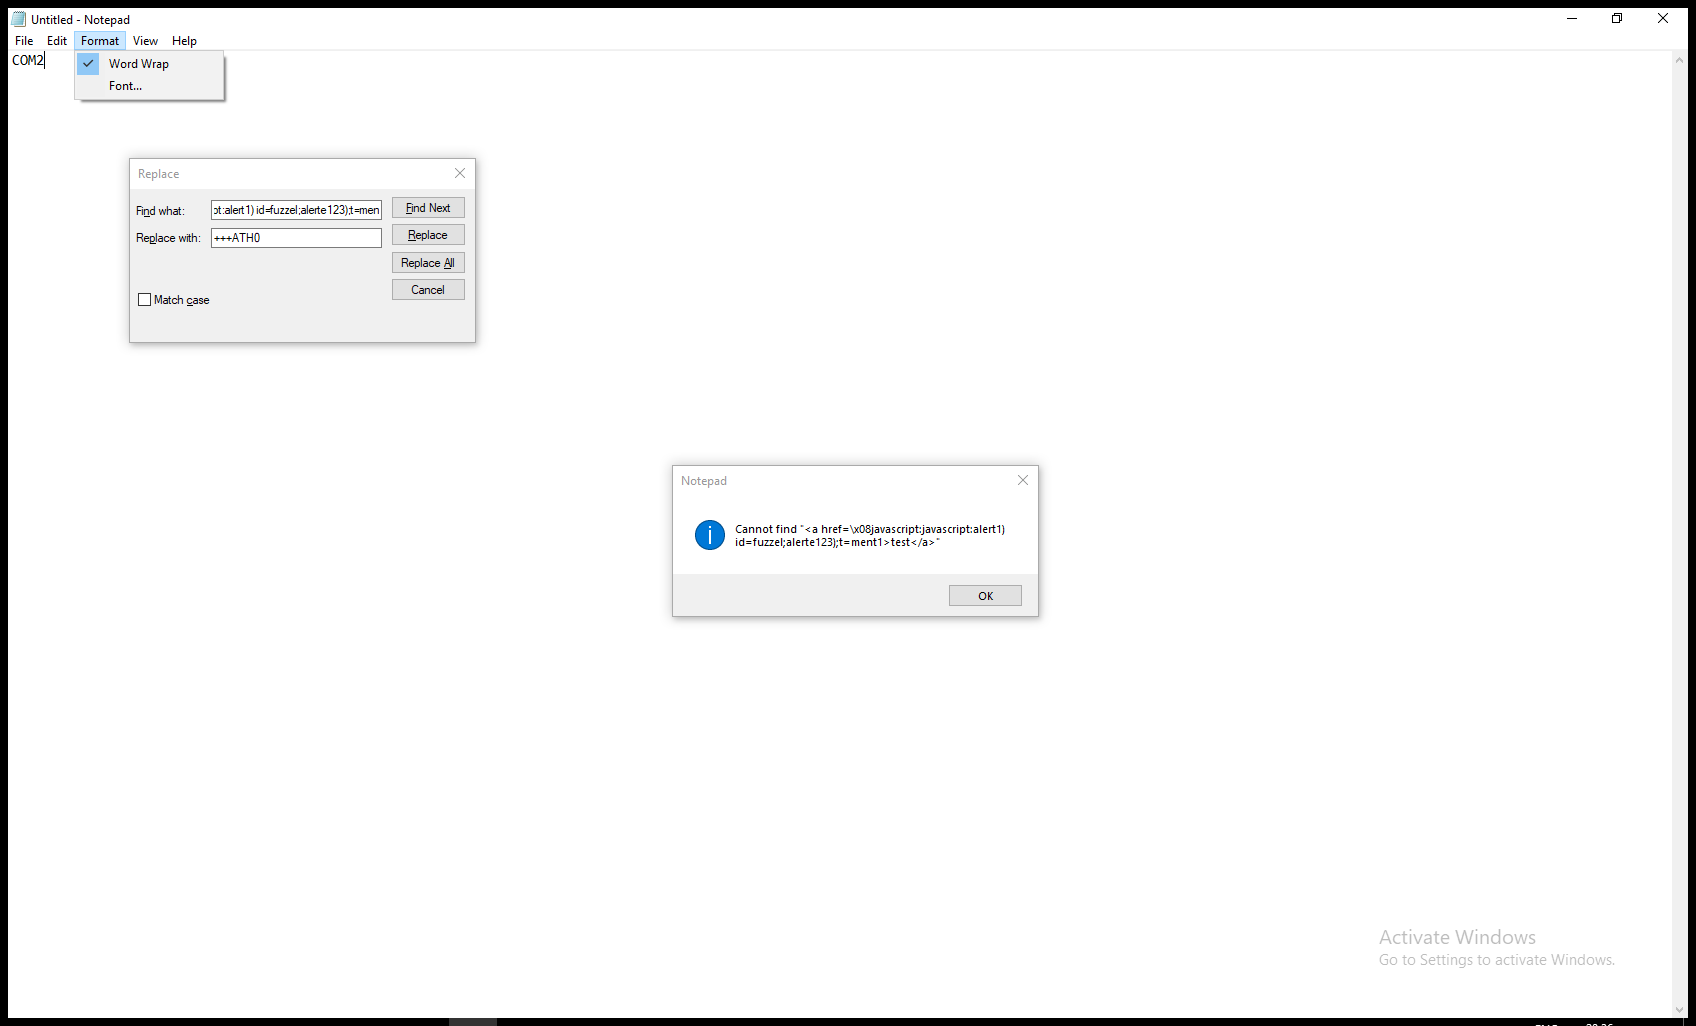 Untitled - Notepad
File Edit Format View Help
COM2
Word Wrap
Font...
Replace
Find what: ot:alert1) id=fuzzel;alerte123);t=men Find Next
Replace with: +++ATH0 Replace
Replace All
Cancel
Match case
Notepad
Cannot find "<a href=\x08javascript:javascript:alert1)
id=fuzzel;alerte123);t=ment1>test</a>"
OK
Activate Windows
Go to Settings to activate Windows.